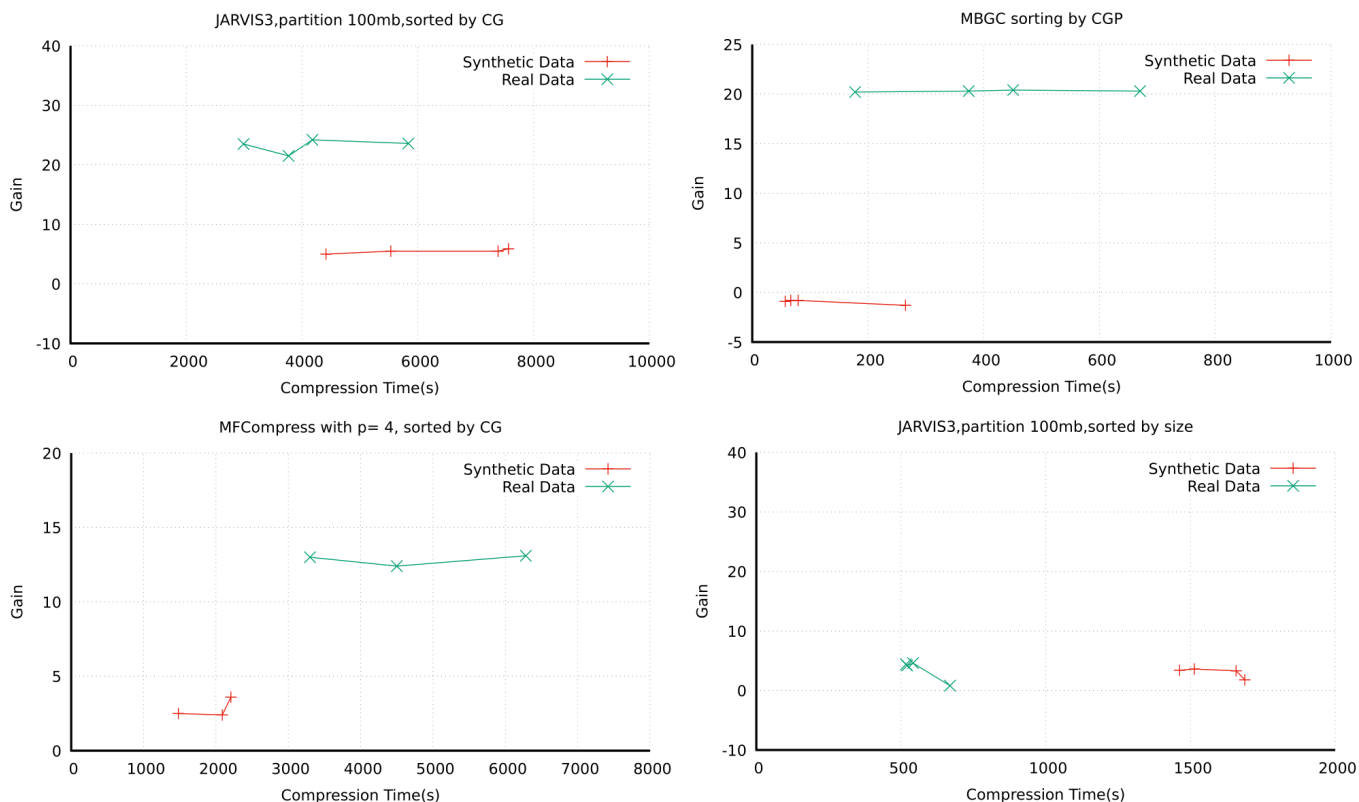 JARVIS3,partition 100mb,sorted by CG
40
30
20
10
0
-10
Gain
0
2000
4000
6000
8000
10000
Compression Time(s)
Synthetic Data
Real Data
MBGC sorting by CGP
25
20
15
10
5
0
-5
Gain
0
200
400
600
800
1000
Compression Time(s)
Synthetic Data
Real Data
MFCompress with p= 4, sorted by CG
20
15
10
5
0
Gain
0
1000
2000
3000
4000
5000
6000
7000
8000
Compression Time(s)
Synthetic Data
Real Data
JARVIS3,partition 100mb,sorted by size
40
30
20
10
0
-10
Gain
0
500
1000
1500
2000
Compression Time(s)
Synthetic Data
Real Data